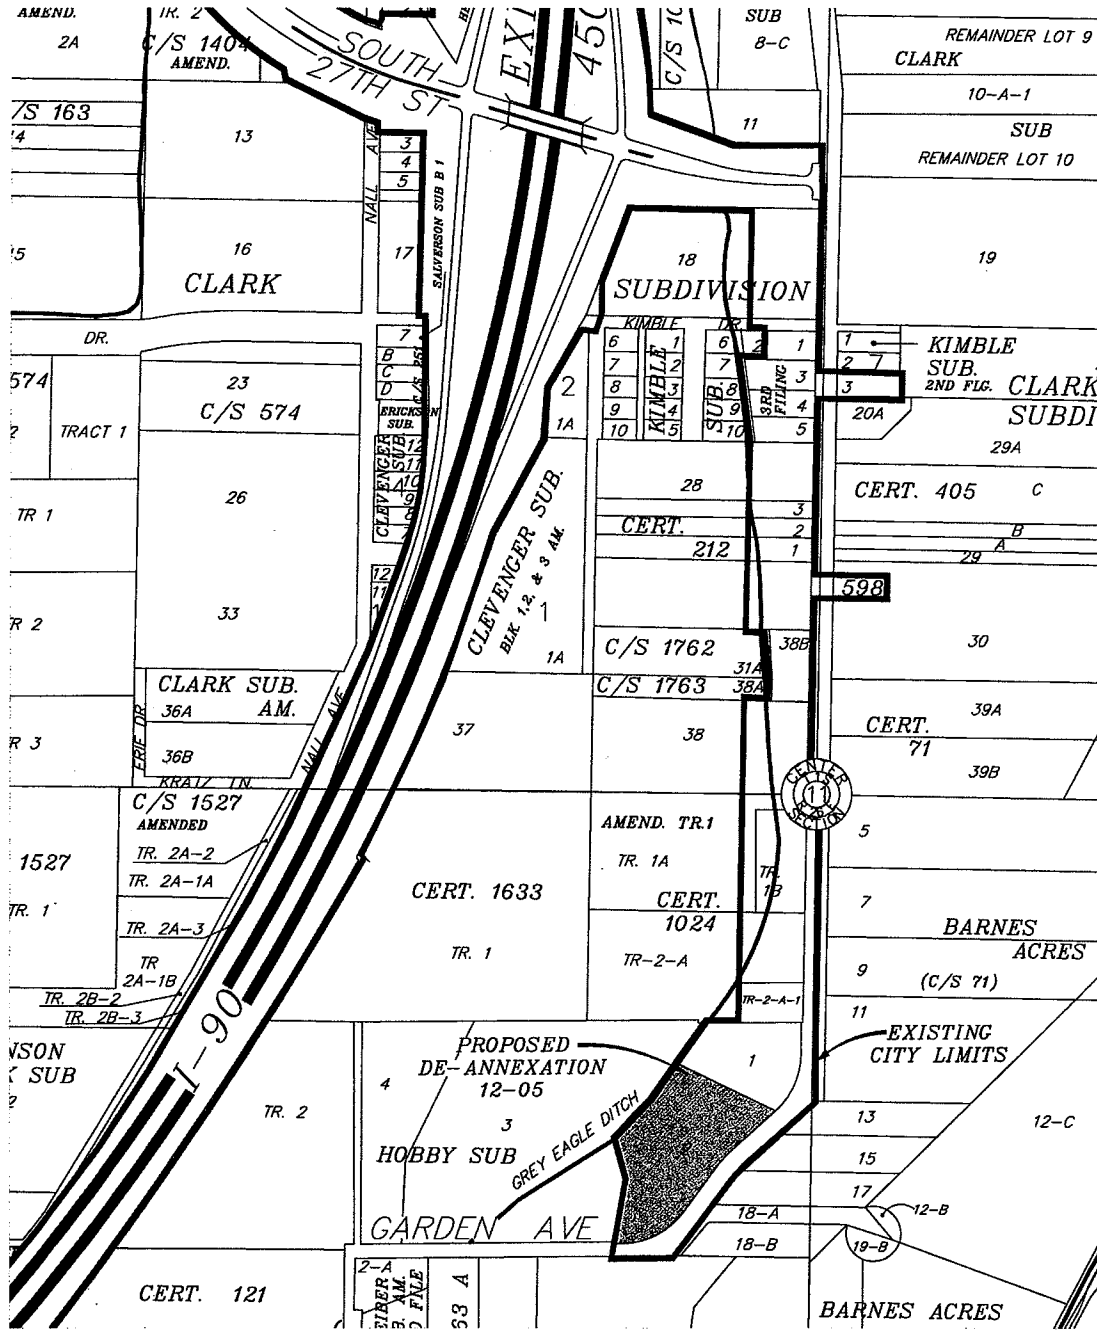 AMEND.
TR. 2
2A
C/S 1404
AMEND.
SOUTH
27TH ST
450
C/S 10
SUB
8-C
REMAINDER LOT 9
CLARK
10-A-1
SUB
REMAINDER LOT 10
/S 163
14
13
NALL AVE
3
4
5
SALVERSON SUB B 1
11
12
15
16
CLARK
17
18
SUBDIVISION
19
DR.
7
B
C
D
C/S 251
KIMBLE DR.
6
7
8
9
10
KIMBLE
1
2
3
4
5
SUB.
6
7
8
9
10
2
3RD
FILING
1
3
4
5
1
2
7
3
KIMBLE
SUB.
2ND FLG.
CLARK
SUBDI
20A
574
TRACT 1
23
C/S 574
ERICKSON
SUB.
2
1A
29A
CLEVENGER
SUB
12
11
10
9
8
7
TR 1
26
CLEVENGER SUB.
BLK 1,2, & 3 AM.
28
CERT.
212
3
2
1
CERT. 405
C
B
A
29
12
11
598
R 2
33
1
1A
C/S 1762
31A
38B
C/S 1763
38A
30
CLARK SUB.
AM.
36A
36B
ERIE DR
NALL AVE
KRATZ LN.
R 3
37
38
39A
CERT.
71
39B
CENTER
11
SECTION
C/S 1527
AMENDED
TR. 2A-2
TR. 2A-1A
1527
TR. 1
TR. 2A-3
TR
2A-1B
TR. 2B-2
TR. 2B-3
CERT. 1633
TR. 1
AMEND. TR.1
TR. 1A
TR.
1B
CERT.
1024
TR-2-A
TR-2-A-1
5
7
BARNES
ACRES
9
(C/S 71)
11
EXISTING
CITY LIMITS
I-90
NSON
K SUB
2
TR. 2
PROPOSED
DE-ANNEXATION
12-05
4
3
1
HOBBY SUB
GREY EAGLE DITCH
13
15
17
12-C
12-B
18-A
18-B
19-B
GARDEN AVE
CERT. 121
2-A
EIBER
B. AM.
D FILE
63 A
BARNES ACRES